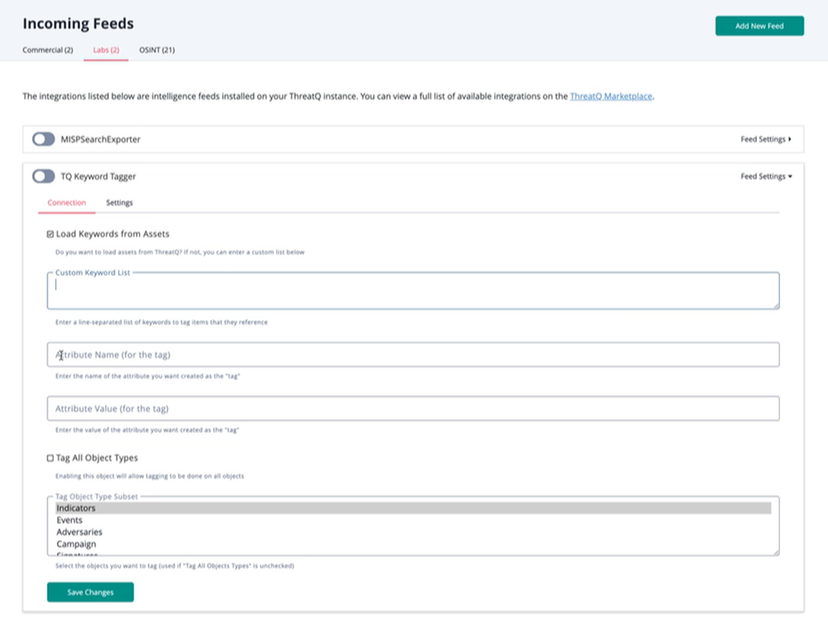 Incoming Feeds
Add New Feed
Commercial (2) Labs (2) OSINT (21)
The integrations listed below are intelligence feeds installed on your ThreatQ instance. You can view a full list of available integrations on the ThreatQ Marketplace.
MISPSearchExporter
Feed Settings
TQ Keyword Tagger
Feed Settings
Connection Settings
Load Keywords from Assets
Do you want to load assets from ThreatQ? If not, you can enter a custom list below
Custom Keyword List
Enter a line-separated list of keywords to tag items that they reference
Attribute Name (for the tag)
Enter the name of the attribute you want created as the "tag"
Attribute Value (for the tag)
Enter the value of the attribute you want created as the "tag"
Tag All Object Types
Enabling this object will allow tagging to be done on all objects
Tag Object Type Subset
Indicators
Events
Adversaries
Campaign
Select the objects you want to tag (used if "Tag All Objects Types" is unchecked)
Save Changes